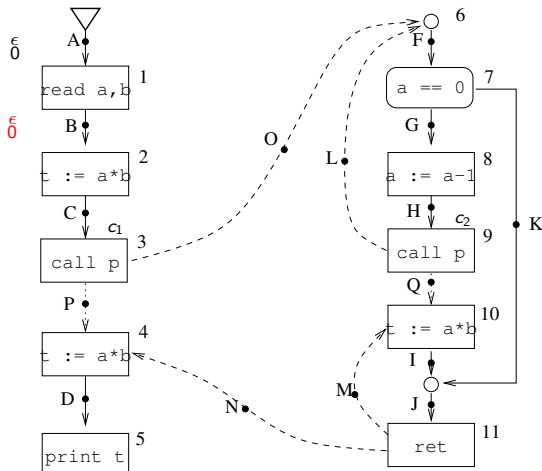 A
ϵ
0
1
read a,b
B
ϵ
0
2
t := a*b
C
c1
3
call p
P
4
t := a*b
D
5
print t
O
L
N
M
6
F
7
a == 0
G
8
a := a-1
H
c2
9
call p
K
Q
10
t := a*b
I
J
11
ret